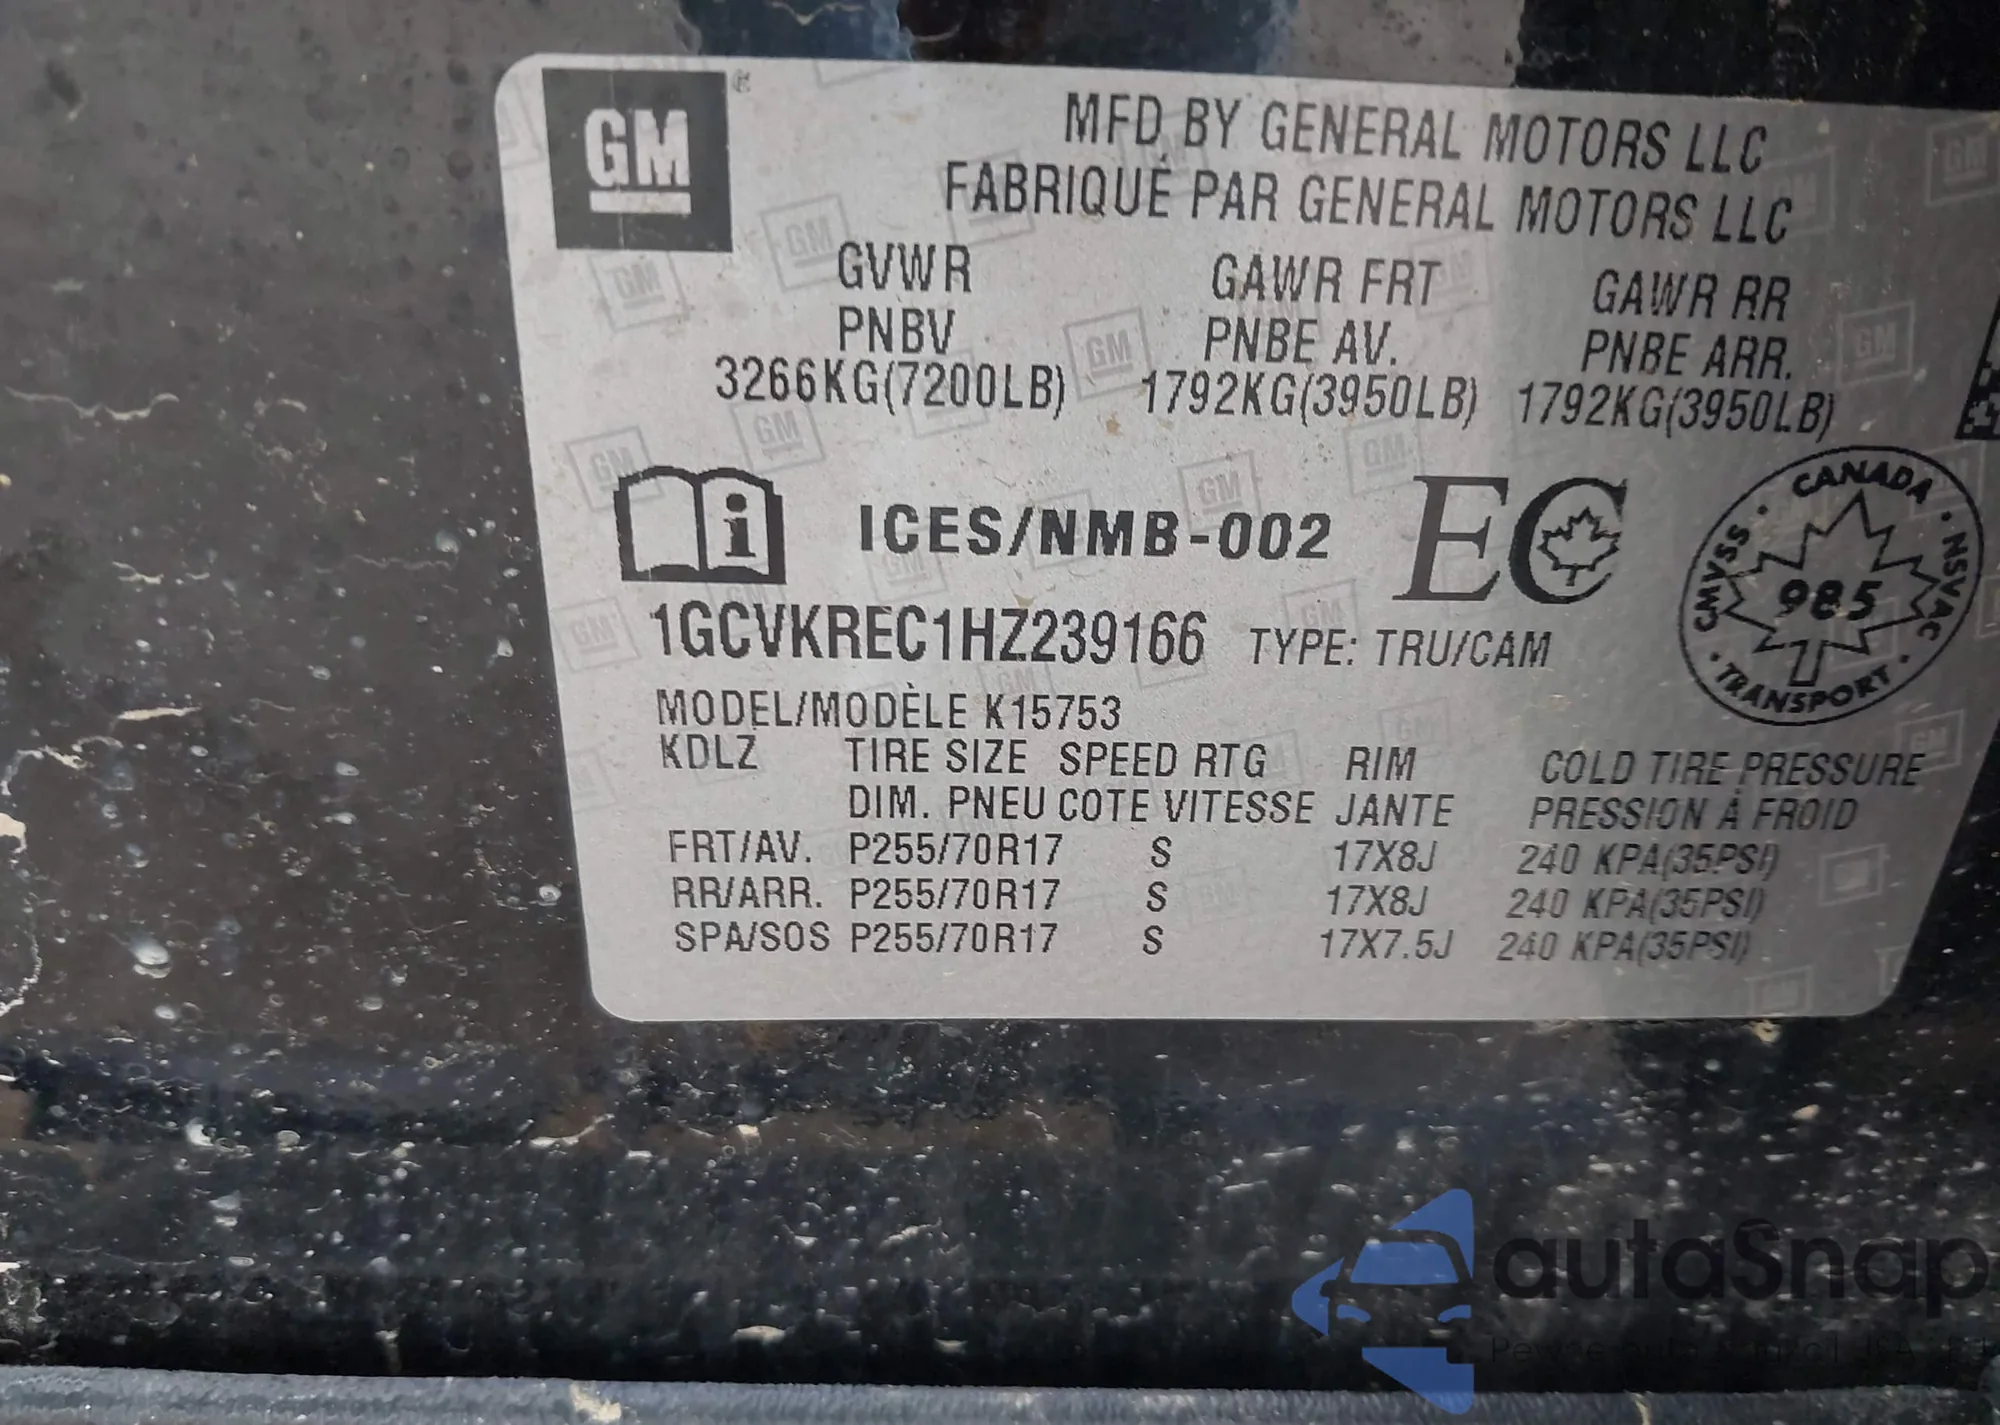 GM
MFD BY GENERAL MOTORS LLC
FABRIQUÉ PAR GENERAL MOTORS LLC
GVWR GAWR FRT GAWR RR
PNBV PNBE AV. PNBE ARR.
3266KG(7200LB) 1792KG(3950LB) 1792KG(3950LB)
i ICES/NMB-002 EC
CANADA · NSVAC · TRANSPORT · CMVSS ·
985
1GCVKREC1HZ239166 TYPE: TRU/CAM
MODEL/MODÈLE K15753
KDLZ TIRE SIZE SPEED RTG RIM COLD TIRE PRESSURE
DIM. PNEU COTE VITESSE JANTE PRESSION À FROID
FRT/AV. P255/70R17 S 17X8J 240 KPA(35PSI)
RR/ARR. P255/70R17 S 17X8J 240 KPA(35PSI)
SPA/SOS P255/70R17 S 17X7.5J 240 KPA(35PSI)
autaSnap